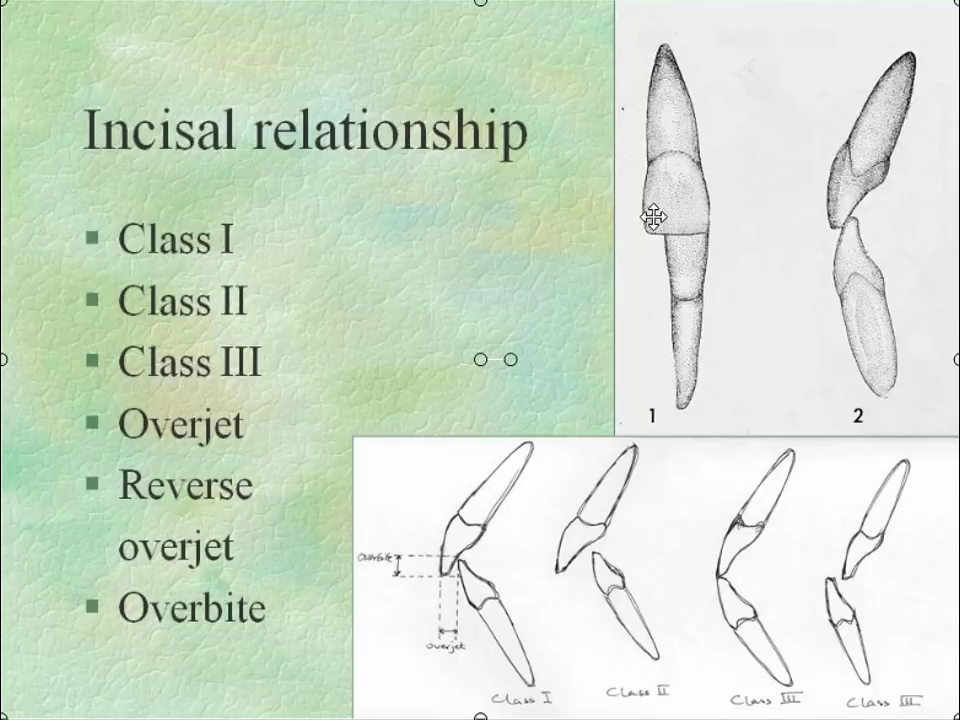 Incisal relationship
Class I
Class II
Class III
Overjet
Reverse
overjet
Overbite
1
2
Overbite
Overjet
Class I
Class II
Class III
Class III